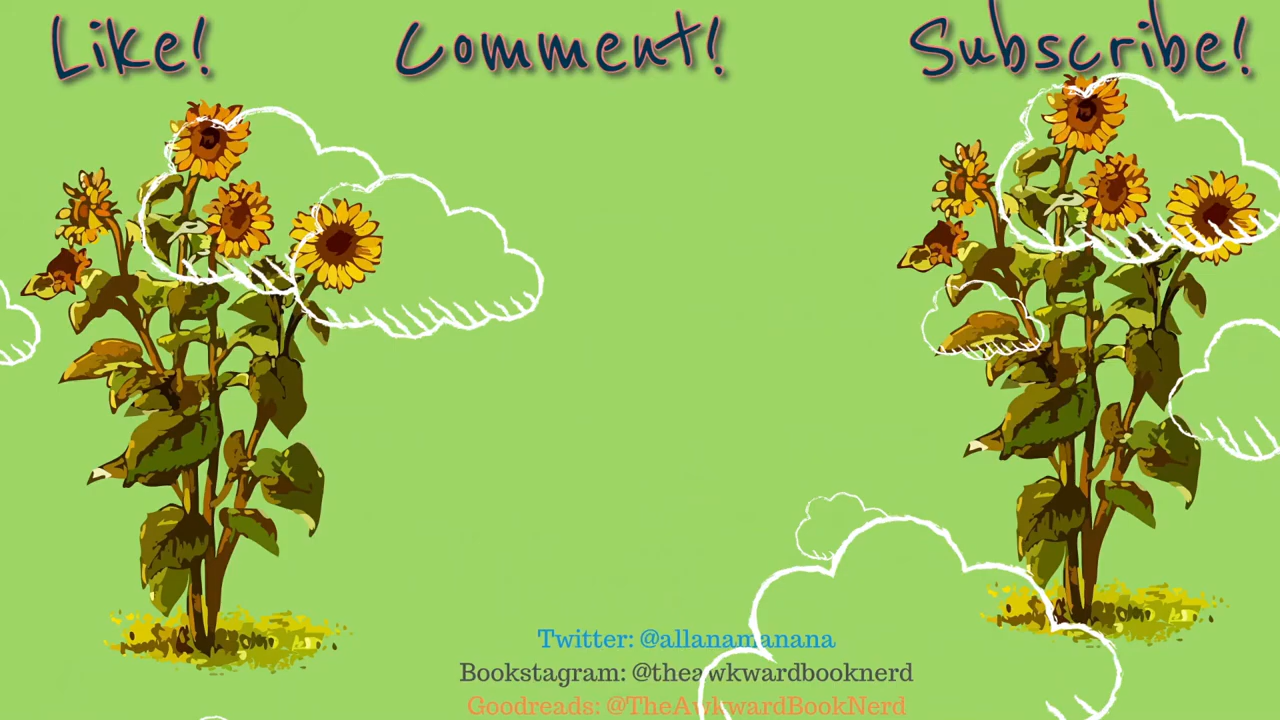 Like! Comment! Subscribe!
Twitter: @allanamanana
Bookstagram: @theawkwardbooknerd
Goodreads: @TheAwkwardBookNerd